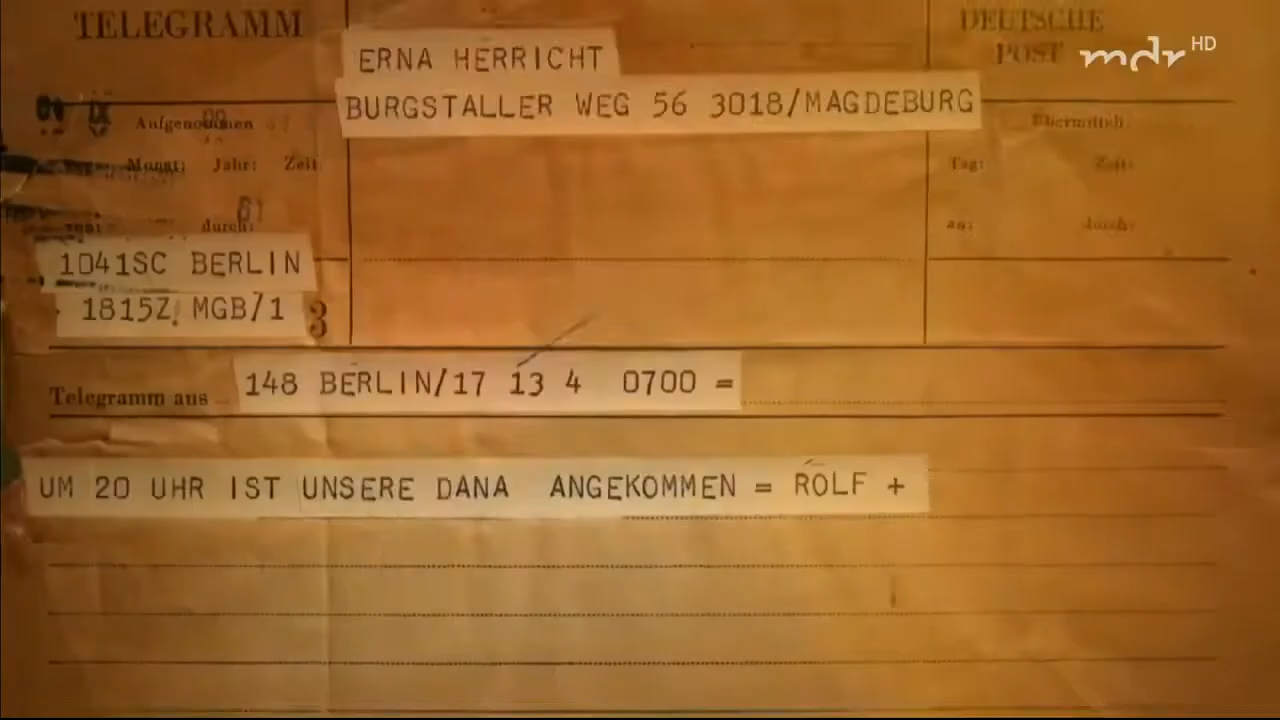 TELEGRAMM
DEUTSCHE
POST
mdr HD
ERNA HERRICHT
BURGSTALLER WEG 56 3018/MAGDEBURG
Aufgenommen
Monat: Jahr: Zeit:
durch:
Übermittelt:
Tag: Zeit:
an: durch:
1041SC BERLIN
1815Z MGB/1
3
Telegramm aus 148 BERLIN/17 13 4 0700 =
UM 20 UHR IST UNSERE DANA ANGEKOMMEN = ROLF +